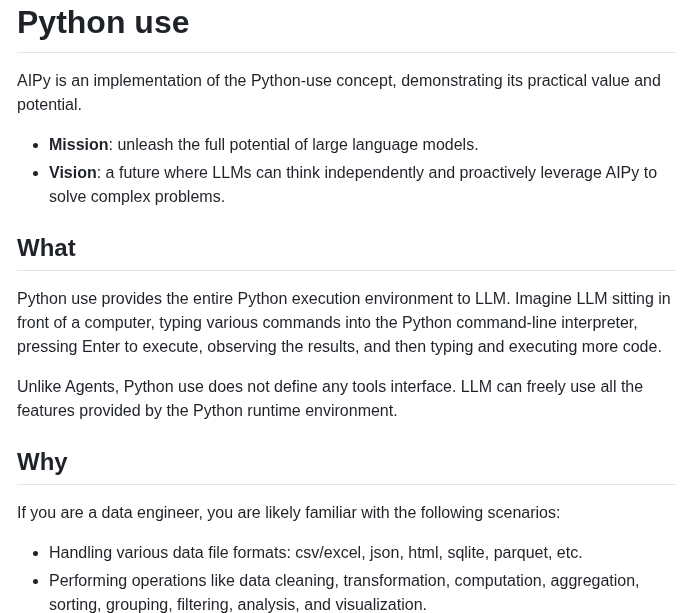 Python use
AIPy is an implementation of the Python-use concept, demonstrating its practical value and
potential.
• Mission: unleash the full potential of large language models.
• Vision: a future where LLMs can think independently and proactively leverage AIPy to
solve complex problems.
What
Python use provides the entire Python execution environment to LLM. Imagine LLM sitting in
front of a computer, typing various commands into the Python command-line interpreter,
pressing Enter to execute, observing the results, and then typing and executing more code.
Unlike Agents, Python use does not define any tools interface. LLM can freely use all the
features provided by the Python runtime environment.
Why
If you are a data engineer, you are likely familiar with the following scenarios:
• Handling various data file formats: csv/excel, json, html, sqlite, parquet, etc.
• Performing operations like data cleaning, transformation, computation, aggregation,
sorting, grouping, filtering, analysis, and visualization.